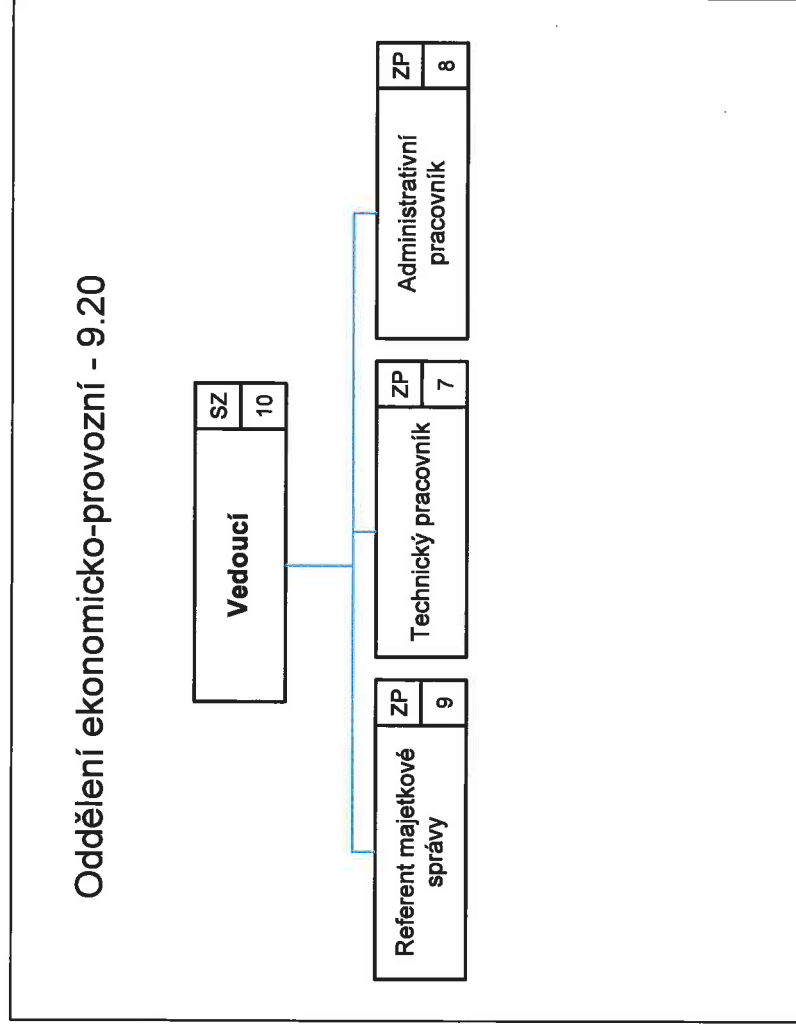 Oddělení ekonomicko-provozní - 9.20
Vedoucí
SZ
10
Referent majetkové
správy
ZP
9
Technický pracovník
ZP
7
Administrativní
pracovník
ZP
8